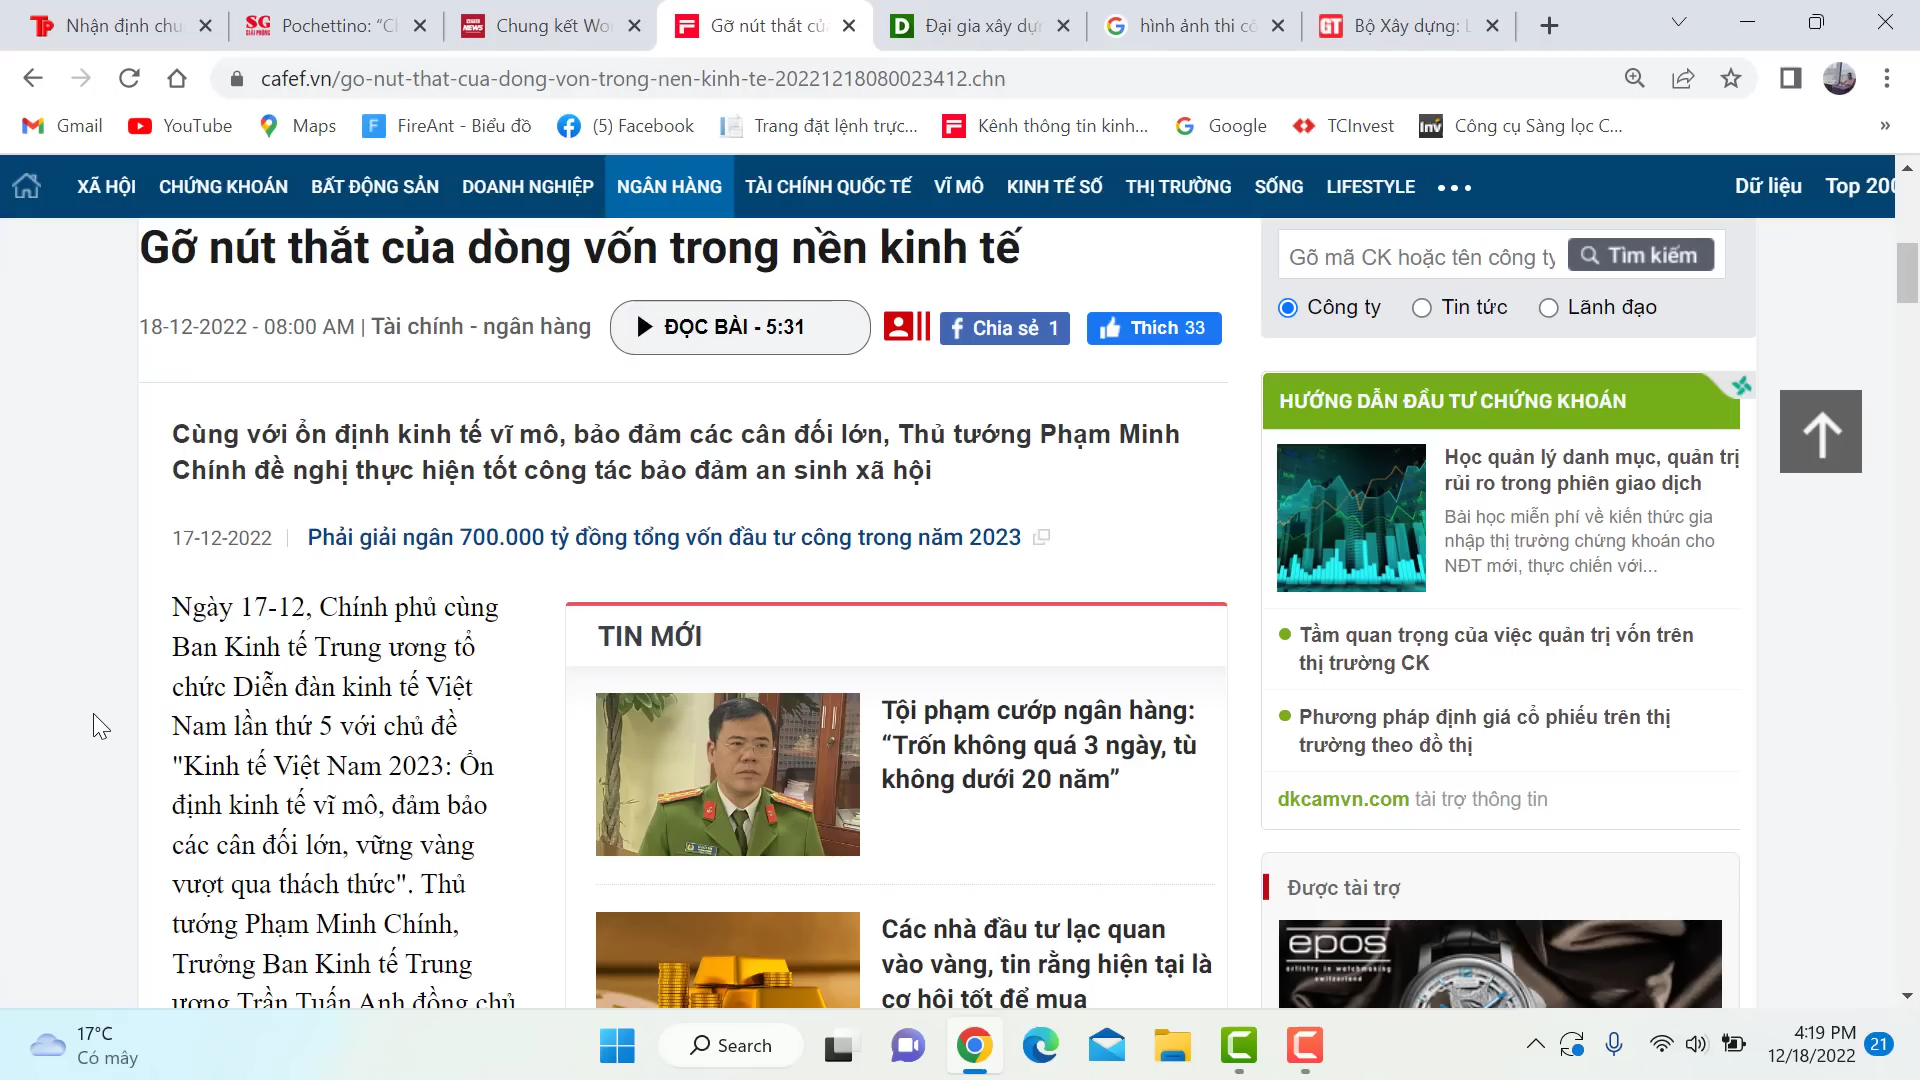 Nhận định chu
Pochettino: “C
Chung kết Wo
Gỡ nút thắt củ
Đại gia xây dự
hình ảnh thi cô
Bộ Xây dựng: L
cafef.vn/go-nut-that-cua-dong-von-trong-nen-kinh-te-20221218080023412.chn
Gmail
YouTube
Maps
FireAnt - Biểu đồ
(5) Facebook
Trang đặt lệnh trực...
Kênh thông tin kinh...
Google
TCInvest
Công cụ Sàng lọc C...
XÃ HỘI CHỨNG KHOÁN BẤT ĐỘNG SẢN DOANH NGHIỆP NGÂN HÀNG TÀI CHÍNH QUỐC TẾ VĨ MÔ KINH TẾ SỐ THỊ TRƯỜNG SỐNG LIFESTYLE ••• Dữ liệu Top 200
Gỡ nút thắt của dòng vốn trong nền kinh tế
18-12-2022 - 08:00 AM | Tài chính - ngân hàng
ĐỌC BÀI - 5:31
Chia sẻ 1
Thích 33
Cùng với ổn định kinh tế vĩ mô, bảo đảm các cân đối lớn, Thủ tướng Phạm Minh
Chính đề nghị thực hiện tốt công tác bảo đảm an sinh xã hội
17-12-2022
Phải giải ngân 700.000 tỷ đồng tổng vốn đầu tư công trong năm 2023
Ngày 17-12, Chính phủ cùng
Ban Kinh tế Trung ương tổ
chức Diễn đàn kinh tế Việt
Nam lần thứ 5 với chủ đề
"Kinh tế Việt Nam 2023: Ổn
định kinh tế vĩ mô, đảm bảo
các cân đối lớn, vững vàng
vượt qua thách thức". Thủ
tướng Phạm Minh Chính,
Trưởng Ban Kinh tế Trung
ương Trần Tuấn Anh đồng chủ
TIN MỚI
Tội phạm cướp ngân hàng:
“Trốn không quá 3 ngày, tù
không dưới 20 năm”
Các nhà đầu tư lạc quan
vào vàng, tin rằng hiện tại là
cơ hội tốt để mua
Gõ mã CK hoặc tên công ty
Tìm kiếm
Công ty
Tin tức
Lãnh đạo
HƯỚNG DẪN ĐẦU TƯ CHỨNG KHOÁN
Học quản lý danh mục, quản trị
rủi ro trong phiên giao dịch
Bài học miễn phí về kiến thức gia
nhập thị trường chứng khoán cho
NĐT mới, thực chiến với...
Tầm quan trọng của việc quản trị vốn trên
thị trường CK
Phương pháp định giá cổ phiếu trên thị
trường theo đồ thị
dkcamvn.com tài trợ thông tin
Được tài trợ
epos
artistry in watchmaking
switzerland
17°C
Có mây
Search
4:19 PM
12/18/2022
21